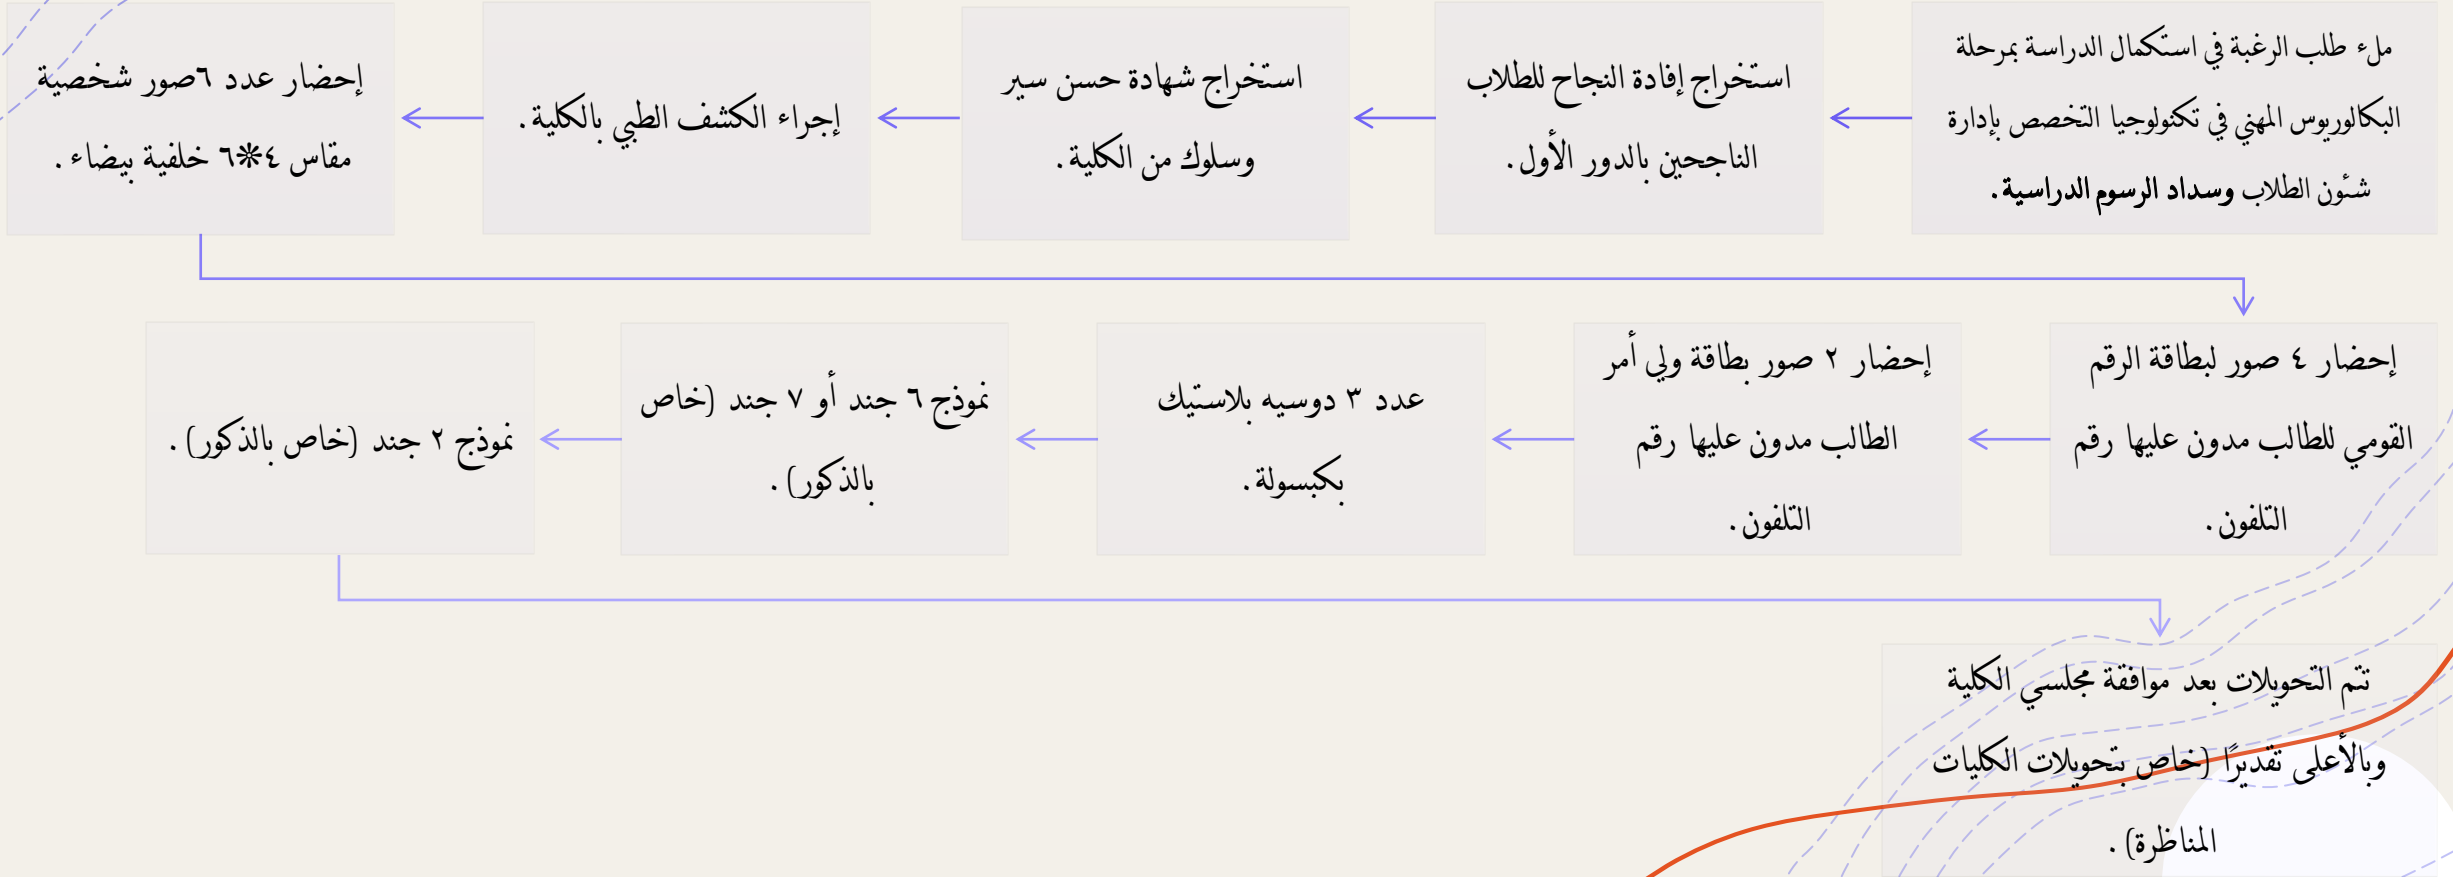 ملء طلب الرغبة في استكمال الدراسة بمرحلة
البكالوريوس المهني في تكنولوجيا التخصص بإدارة
شئون الطلاب وسداد الرسوم الدراسية.
استخراج إفادة النجاح للطلاب
الناجحين بالدور الأول.
استخراج شهادة حسن سير
وسلوك من الكلية.
إجراء الكشف الطبي بالكلية.
إحضار عدد ٦صور شخصية
مقاس ٤*٦ خلفية بيضاء.
إحضار ٤ صور لبطاقة الرقم
القومي للطالب مدون عليها رقم
التلفون.
إحضار ٢ صور بطاقة ولي أمر
الطالب مدون عليها رقم
التلفون.
عدد ٣ دوسيه بلاستيك
بكبسولة.
نموذج ٦ جند أو ٧ جند (خاص
بالذكور).
نموذج ٢ جند (خاص بالذكور).
تتم التحويلات بعد موافقة مجلسي الكلية
وبالأعلى تقديرًا (خاص بتحويلات الكليات
المناظرة).